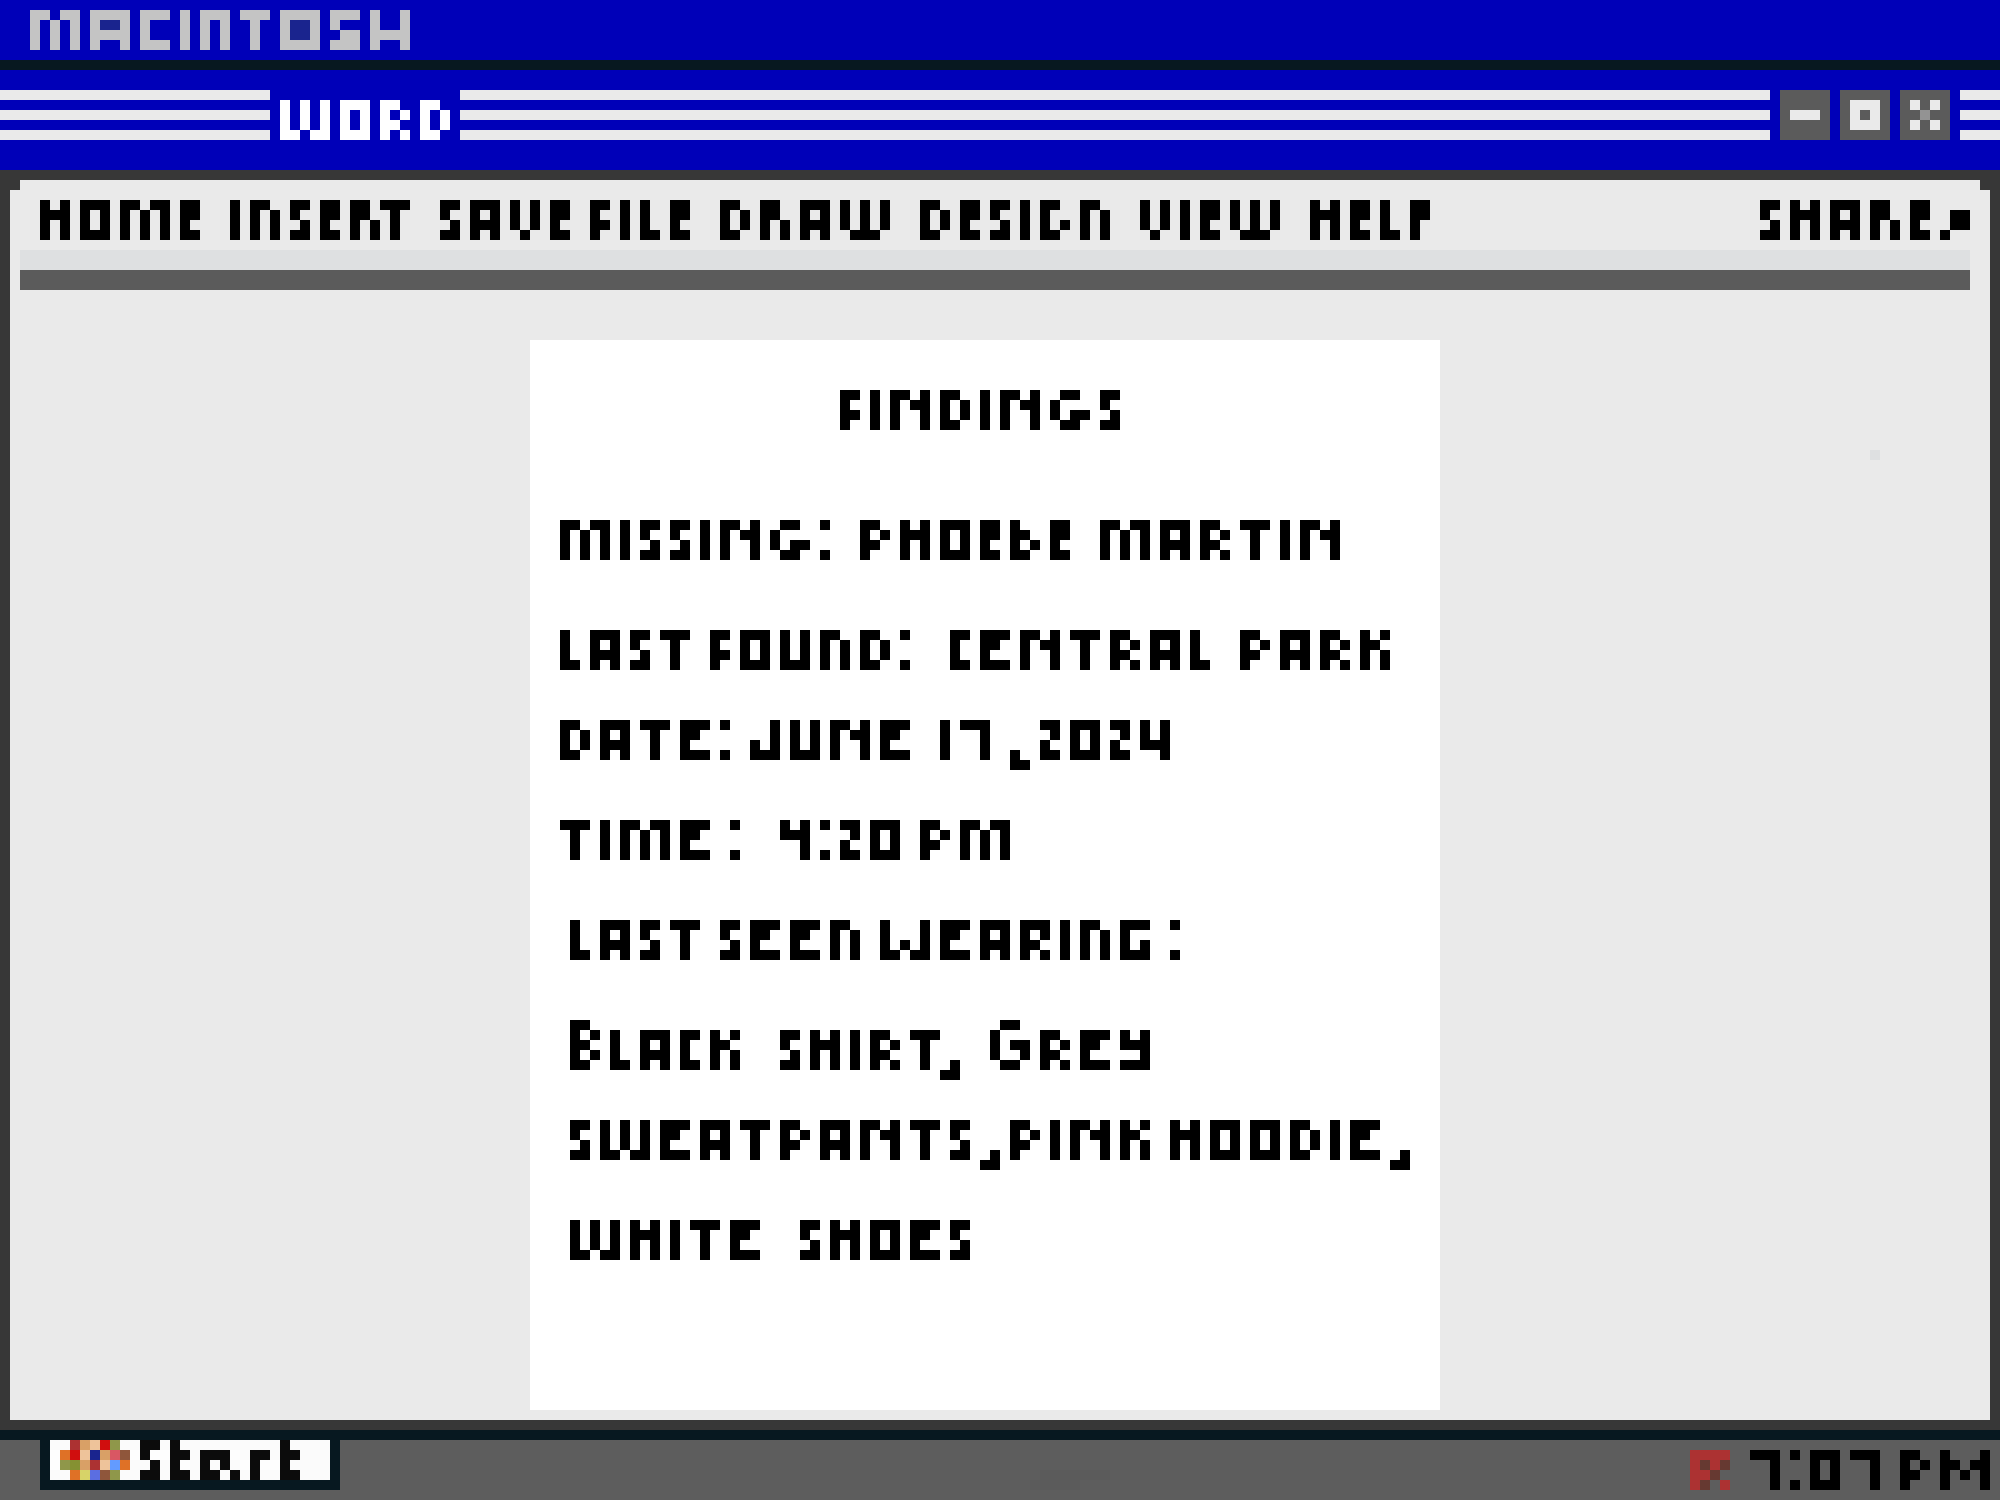 MACINTOSH
WORD
HOME INSERT SAVE FILE DRAW DESIGN VIEW HELP SHARE
FINDINGS
MISSING: PHOEBE MARTIN
LAST FOUND: CENTRAL PARK
DATE: JUNE 17, 2024
TIME: 4:20 PM
LAST SEEN WEARING:
BLACK SHIRT, GREY
SWEATPANTS, PINK HOODIE,
WHITE SHOES
Start 7:07 PM